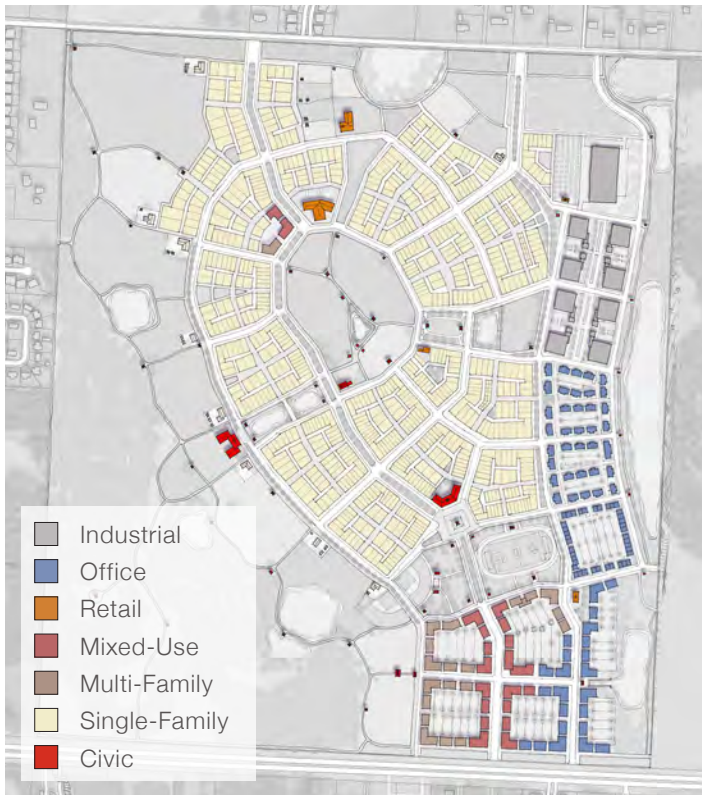 Industrial
Office
Retail
Mixed-Use
Multi-Family
Single-Family
Civic